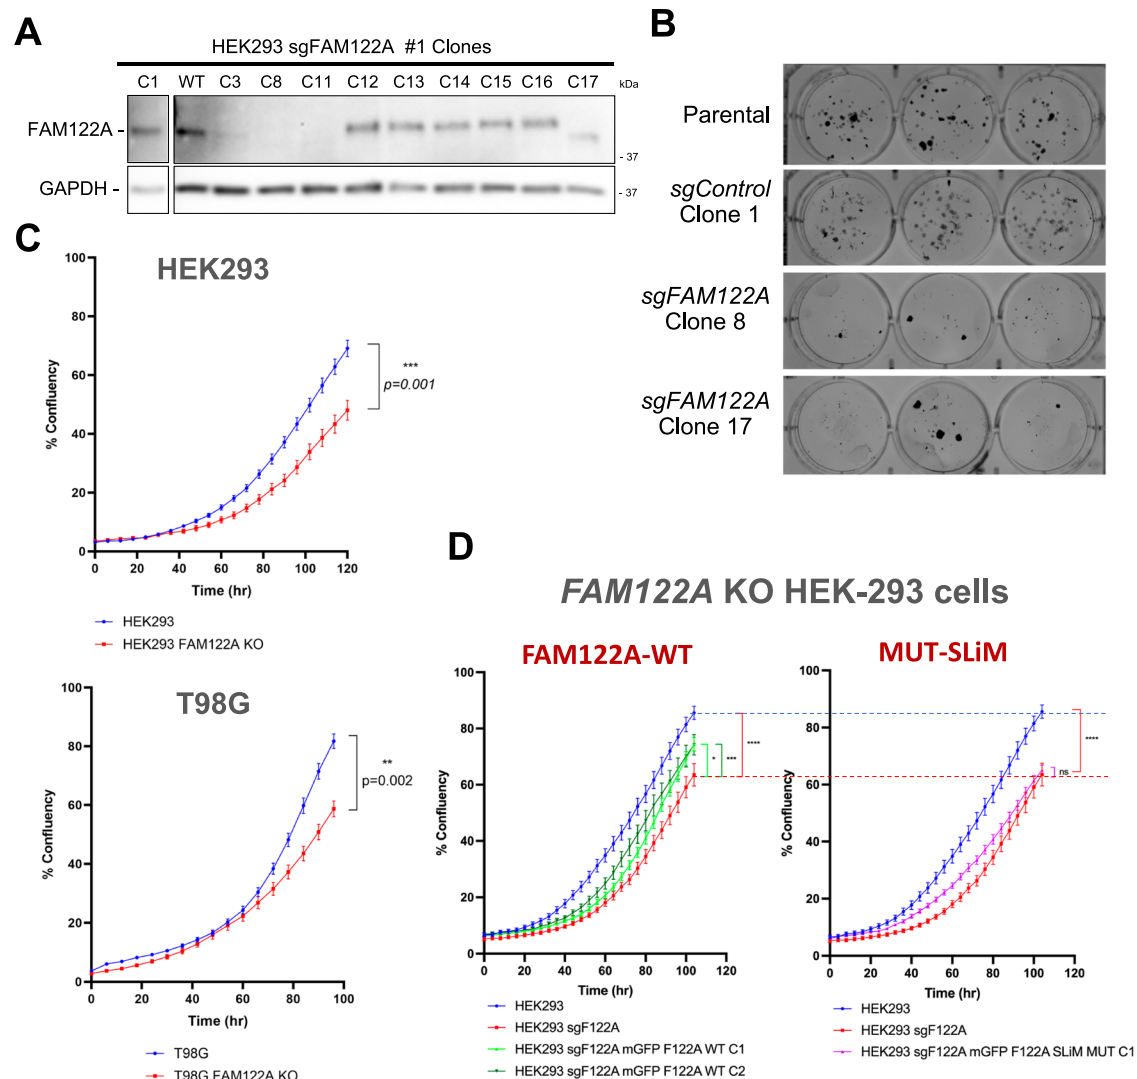 A
HEK293 sgFAM122A #1 Clones
C1 WT C3 C8 C11 C12 C13 C14 C15 C16 C17 kDa
FAM122A -
- 37
GAPDH -
- 37
B
Parental
sgControl
Clone 1
sgFAM122A
Clone 8
sgFAM122A
Clone 17
C
HEK293
100
80
60
40
20
0
% Confluency
0 20 40 60 80 100 120
Time (hr)
***
p=0.001
HEK293
HEK293 FAM122A KO
T98G
100
80
60
40
20
0
% Confluency
0 20 40 60 80 100
Time (hr)
**
p=0.002
T98G
T98G FAM122A KO
D
FAM122A KO HEK-293 cells
FAM122A-WT
100
80
60
40
20
0
% Confluency
0 20 40 60 80 100 120
Time (hr)
* *** ****
HEK293
HEK293 sgF122A
HEK293 sgF122A mGFP F122A WT C1
HEK293 sgF122A mGFP F122A WT C2
MUT-SLiM
100
80
60
40
20
0
% Confluency
0 20 40 60 80 100 120
Time (hr)
ns ****
HEK293
HEK293 sgF122A
HEK293 sgF122A mGFP F122A SLiM MUT C1